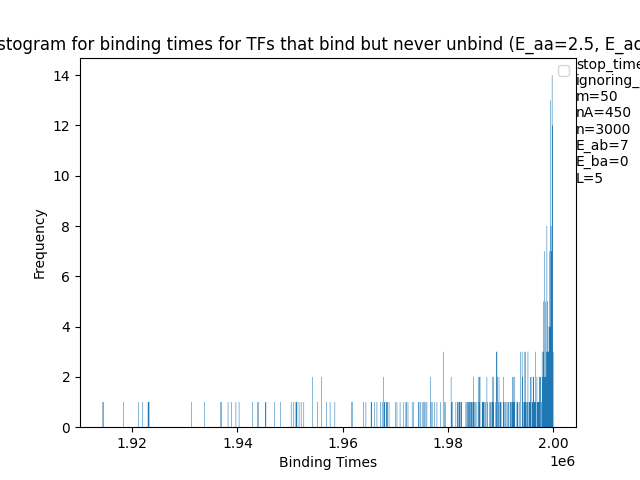 stogram for binding times for TFs that bind but never unbind (E_aa=2.5, E_ad
stop_time
ignoring_
m=50
nA=450
n=3000
E_ab=7
E_ba=0
L=5
14
12
10
8
6
4
2
0
Frequency
1.92 1.94 1.96 1.98 2.00
1e6
Binding Times